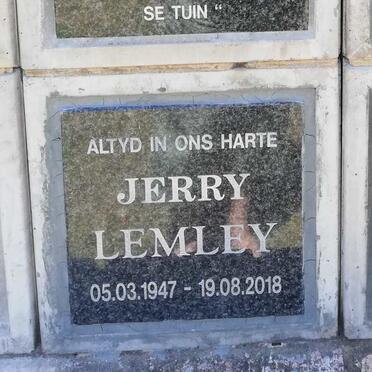 SE TUIN "
ALTYD IN ONS HARTE
JERRY
LEMLEY
05.03.1947 - 19.08.2018